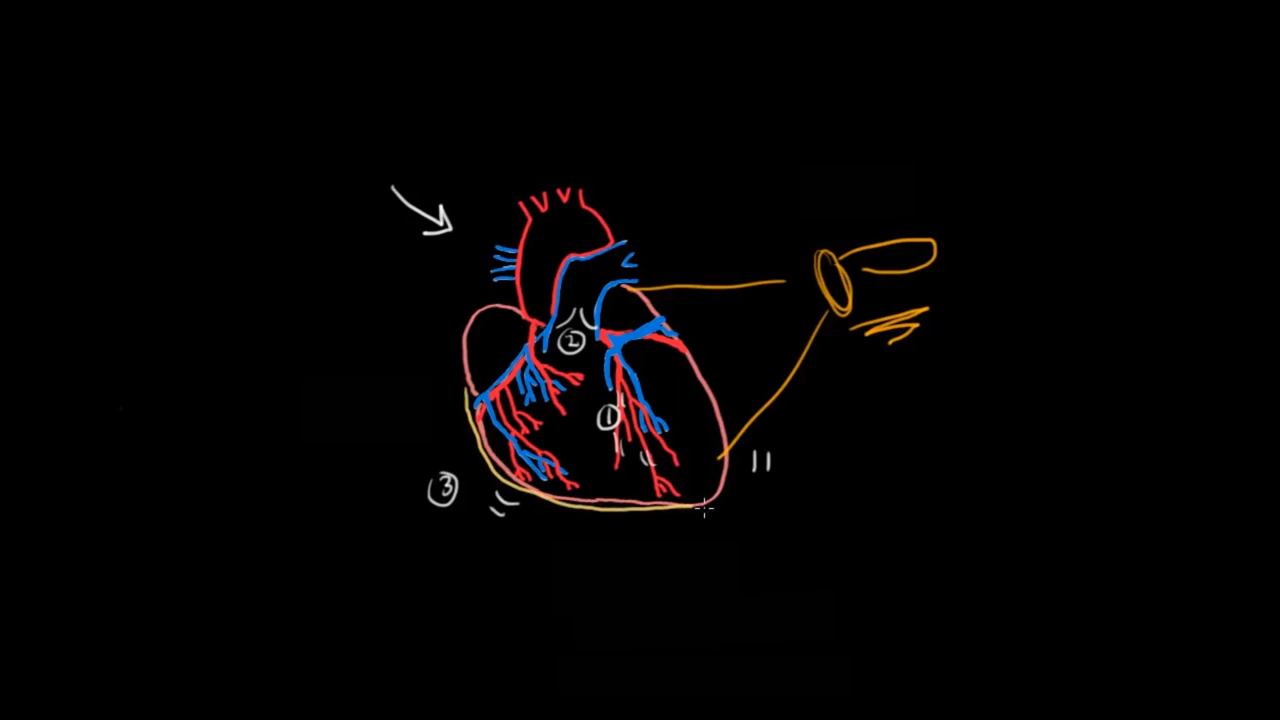 ②
①
③